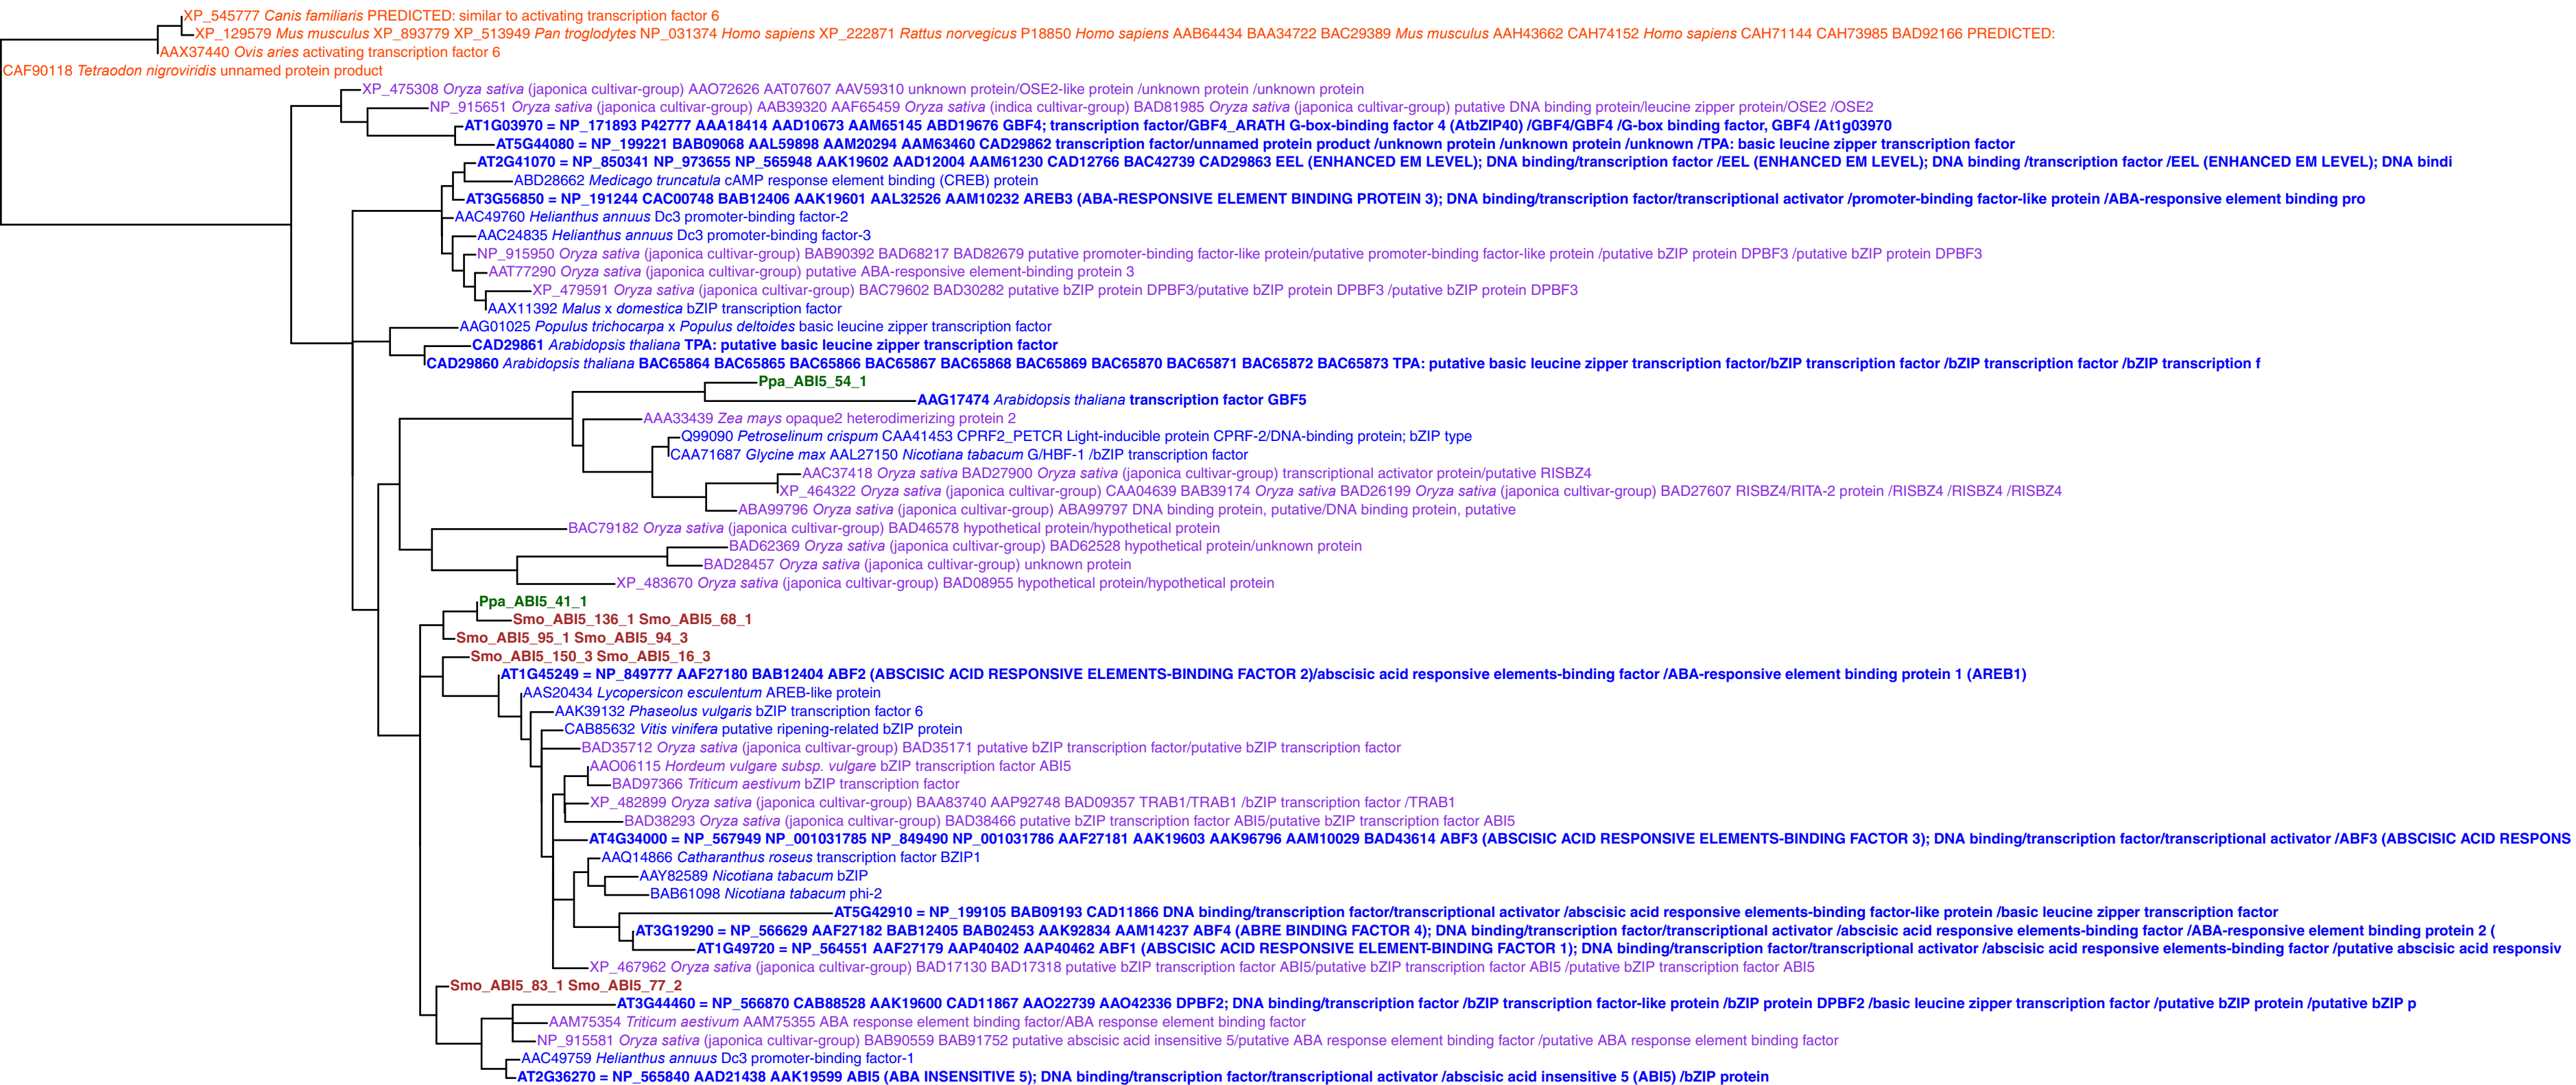 XP_545777 Canis familiaris PREDICTED: similar to activating transcription factor 6
XP_129579 Mus musculus XP_893779 XP_513949 Pan troglodytes NP_031374 Homo sapiens XP_222871 Rattus norvegicus P18850 Homo sapiens AAB64434 BAA34722 BAC29389 Mus musculus AAH43662 CAH74152 Homo sapiens CAH71144 CAH73985 BAD92166 PREDICTED:
AAX37440 Ovis aries activating transcription factor 6
CAF90118 Tetraodon nigroviridis unnamed protein product
XP_475308 Oryza sativa (japonica cultivar-group) AAO72626 AAT07607 AAV59310 unknown protein/OSE2-like protein /unknown protein /unknown protein
NP_915651 Oryza sativa (japonica cultivar-group) AAB39320 AAF65459 Oryza sativa (indica cultivar-group) BAD81985 Oryza sativa (japonica cultivar-group) putative DNA binding protein/leucine zipper protein/OSE2 /OSE2
AT1G03970 = NP_171893 P42777 AAA18414 AAD10673 AAM65145 ABD19676 GBF4; transcription factor/GBF4_ARATH G-box-binding factor 4 (AtbZIP40) /GBF4/GBF4 /G-box binding factor, GBF4 /At1g03970
AT5G44080 = NP_199221 BAB09068 AAL59898 AAM20294 AAM63460 CAD29862 transcription factor/unnamed protein product /unknown protein /unknown protein /unknown /TPA: basic leucine zipper transcription factor
AT2G41070 = NP_850341 NP_973655 NP_565948 AAK19602 AAD12004 AAM61230 CAD12766 BAC42739 CAD29863 EEL (ENHANCED EM LEVEL); DNA binding/transcription factor /EEL (ENHANCED EM LEVEL); DNA binding /transcription factor /EEL (ENHANCED EM LEVEL); DNA bindi
ABD28662 Medicago truncatula cAMP response element binding (CREB) protein
AT3G56850 = NP_191244 CAC00748 BAB12406 AAK19601 AAL32526 AAM10232 AREB3 (ABA-RESPONSIVE ELEMENT BINDING PROTEIN 3); DNA binding/transcription factor/transcriptional activator /promoter-binding factor-like protein /ABA-responsive element binding pro
AAC49760 Helianthus annuus Dc3 promoter-binding factor-2
AAC24835 Helianthus annuus Dc3 promoter-binding factor-3
NP_915950 Oryza sativa (japonica cultivar-group) BAB90392 BAD68217 BAD82679 putative promoter-binding factor-like protein/putative promoter-binding factor-like protein /putative bZIP protein DPBF3 /putative bZIP protein DPBF3
AAT77290 Oryza sativa (japonica cultivar-group) putative ABA-responsive element-binding protein 3
XP_479591 Oryza sativa (japonica cultivar-group) BAC79602 BAD30282 putative bZIP protein DPBF3/putative bZIP protein DPBF3 /putative bZIP protein DPBF3
AAX11392 Malus x domestica bZIP transcription factor
AAG01025 Populus trichocarpa x Populus deltoides basic leucine zipper transcription factor
CAD29861 Arabidopsis thaliana TPA: putative basic leucine zipper transcription factor
CAD29860 Arabidopsis thaliana BAC65864 BAC65865 BAC65866 BAC65867 BAC65868 BAC65869 BAC65870 BAC65871 BAC65872 BAC65873 TPA: putative basic leucine zipper transcription factor/bZIP transcription factor /bZIP transcription factor /bZIP transcription f
Ppa_ABI5_54_1
AAG17474 Arabidopsis thaliana transcription factor GBF5
AAA33439 Zea mays opaque2 heterodimerizing protein 2
Q99090 Petroselinum crispum CAA41453 CPRF2_PETCR Light-inducible protein CPRF-2/DNA-binding protein; bZIP type
CAA71687 Glycine max AAL27150 Nicotiana tabacum G/HBF-1 /bZIP transcription factor
AAC37418 Oryza sativa BAD27900 Oryza sativa (japonica cultivar-group) transcriptional activator protein/putative RISBZ4
XP_464322 Oryza sativa (japonica cultivar-group) CAA04639 BAB39174 Oryza sativa BAD26199 Oryza sativa (japonica cultivar-group) BAD27607 RISBZ4/RITA-2 protein /RISBZ4 /RISBZ4 /RISBZ4
ABA99796 Oryza sativa (japonica cultivar-group) ABA99797 DNA binding protein, putative/DNA binding protein, putative
BAC79182 Oryza sativa (japonica cultivar-group) BAD46578 hypothetical protein/hypothetical protein
BAD62369 Oryza sativa (japonica cultivar-group) BAD62528 hypothetical protein/unknown protein
BAD28457 Oryza sativa (japonica cultivar-group) unknown protein
XP_483670 Oryza sativa (japonica cultivar-group) BAD08955 hypothetical protein/hypothetical protein
Ppa_ABI5_41_1
Smo_ABI5_136_1 Smo_ABI5_68_1
Smo_ABI5_95_1 Smo_ABI5_94_3
Smo_ABI5_150_3 Smo_ABI5_16_3
AT1G45249 = NP_849777 AAF27180 BAB12404 ABF2 (ABSCISIC ACID RESPONSIVE ELEMENTS-BINDING FACTOR 2)/abscisic acid responsive elements-binding factor /ABA-responsive element binding protein 1 (AREB1)
AAS20434 Lycopersicon esculentum AREB-like protein
AAK39132 Phaseolus vulgaris bZIP transcription factor 6
CAB85632 Vitis vinifera putative ripening-related bZIP protein
BAD35712 Oryza sativa (japonica cultivar-group) BAD35171 putative bZIP transcription factor/putative bZIP transcription factor
AAO06115 Hordeum vulgare subsp. vulgare bZIP transcription factor ABI5
BAD97366 Triticum aestivum bZIP transcription factor
XP_482899 Oryza sativa (japonica cultivar-group) BAA83740 AAP92748 BAD09357 TRAB1/TRAB1 /bZIP transcription factor /TRAB1
BAD38293 Oryza sativa (japonica cultivar-group) BAD38466 putative bZIP transcription factor ABI5/putative bZIP transcription factor ABI5
AT4G34000 = NP_567949 NP_001031785 NP_849490 NP_001031786 AAF27181 AAK19603 AAK96796 AAM10029 BAD43614 ABF3 (ABSCISIC ACID RESPONSIVE ELEMENTS-BINDING FACTOR 3); DNA binding/transcription factor/transcriptional activator /ABF3 (ABSCISIC ACID RESPONS
AAQ14866 Catharanthus roseus transcription factor BZIP1
AAY82589 Nicotiana tabacum bZIP
BAB61098 Nicotiana tabacum phi-2
AT5G42910 = NP_199105 BAB09193 CAD11866 DNA binding/transcription factor/transcriptional activator /abscisic acid responsive elements-binding factor-like protein /basic leucine zipper transcription factor
AT3G19290 = NP_566629 AAF27182 BAB12405 BAB02453 AAK92834 AAM14237 ABF4 (ABRE BINDING FACTOR 4); DNA binding/transcription factor/transcriptional activator /abscisic acid responsive elements-binding factor /ABA-responsive element binding protein 2 (
AT1G49720 = NP_564551 AAF27179 AAP40402 AAP40462 ABF1 (ABSCISIC ACID RESPONSIVE ELEMENT-BINDING FACTOR 1); DNA binding/transcription factor/transcriptional activator /abscisic acid responsive elements-binding factor /putative abscisic acid responsiv
XP_467962 Oryza sativa (japonica cultivar-group) BAD17130 BAD17318 putative bZIP transcription factor ABI5/putative bZIP transcription factor ABI5 /putative bZIP transcription factor ABI5
Smo_ABI5_83_1 Smo_ABI5_77_2
AT3G44460 = NP_566870 CAB88528 AAK19600 CAD11867 AAO22739 AAO42336 DPBF2; DNA binding/transcription factor /bZIP transcription factor-like protein /bZIP protein DPBF2 /basic leucine zipper transcription factor /putative bZIP protein /putative bZIP p
AAM75354 Triticum aestivum AAM75355 ABA response element binding factor/ABA response element binding factor
NP_915581 Oryza sativa (japonica cultivar-group) BAB90559 BAB91752 putative abscisic acid insensitive 5/putative ABA response element binding factor /putative ABA response element binding factor
AAC49759 Helianthus annuus Dc3 promoter-binding factor-1
AT2G36270 = NP_565840 AAD21438 AAK19599 ABI5 (ABA INSENSITIVE 5); DNA binding/transcription factor/transcriptional activator /abscisic acid insensitive 5 (ABI5) /bZIP protein